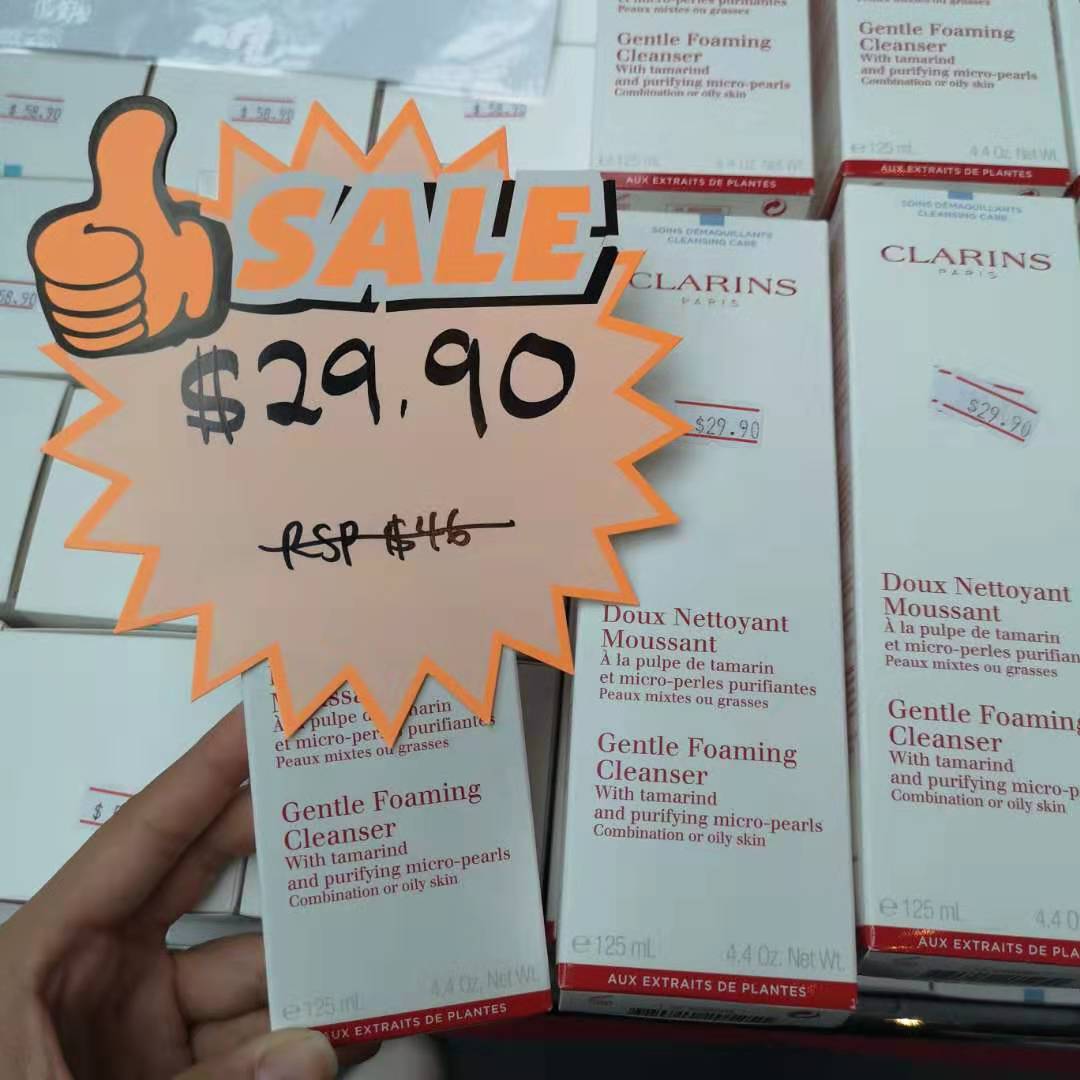 $58.90
$58.90
$58.90
58.90
Peaux mixtes ou grasses
Gentle Foaming
Cleanser
With tamarind
and purifying micro-pearls
Combination or oily skin
e 125 mL
4.4 Oz. Net Wt.
AUX EXTRAITS DE PLANTES
Gentle Foaming
Cleanser
With tamarind
and purifying micro-pearls
Combination or oily skin
e 125 mL
4.4 Oz. Net Wt.
AUX EXTRAITS DE PLANTES
SALE
$29.90
RSP $46
pulpe
et micro-per purifiantes
Peaux mixtes ou grasses
Gentle Foaming
Cleanser
With tamarind
and purifying micro-pearls
Combination or oily skin
e 125 mL
4,4 Oz. Net Wt.
AUX EXTRAITS DE PLANTES
SOINS DÉMAQUILLANTS
CLEANSING CARE
CLARINS
PARIS
$29.90
Doux Nettoyant
Moussant
À la pulpe de tamarin
et micro-perles purifiantes
Peaux mixtes ou grasses
Gentle Foaming
Cleanser
With tamarind
and purifying micro-pearls
Combination or oily skin
e 125 mL
4,4 Oz. Net Wt.
AUX EXTRAITS DE PLANTES
SOINS DÉMAQUILLANTS
CLEANSING CARE
CLARINS
PARIS
$29.90
Doux Nettoyant
Moussant
À la pulpe de tamarin
et micro-perles purifian
Peaux mixtes ou grasses
Gentle Foaming
Cleanser
With tamarind
and purifying micro-p
Combination or oily skin
e 125 mL
4.4 O
AUX EXTRAITS DE PLA